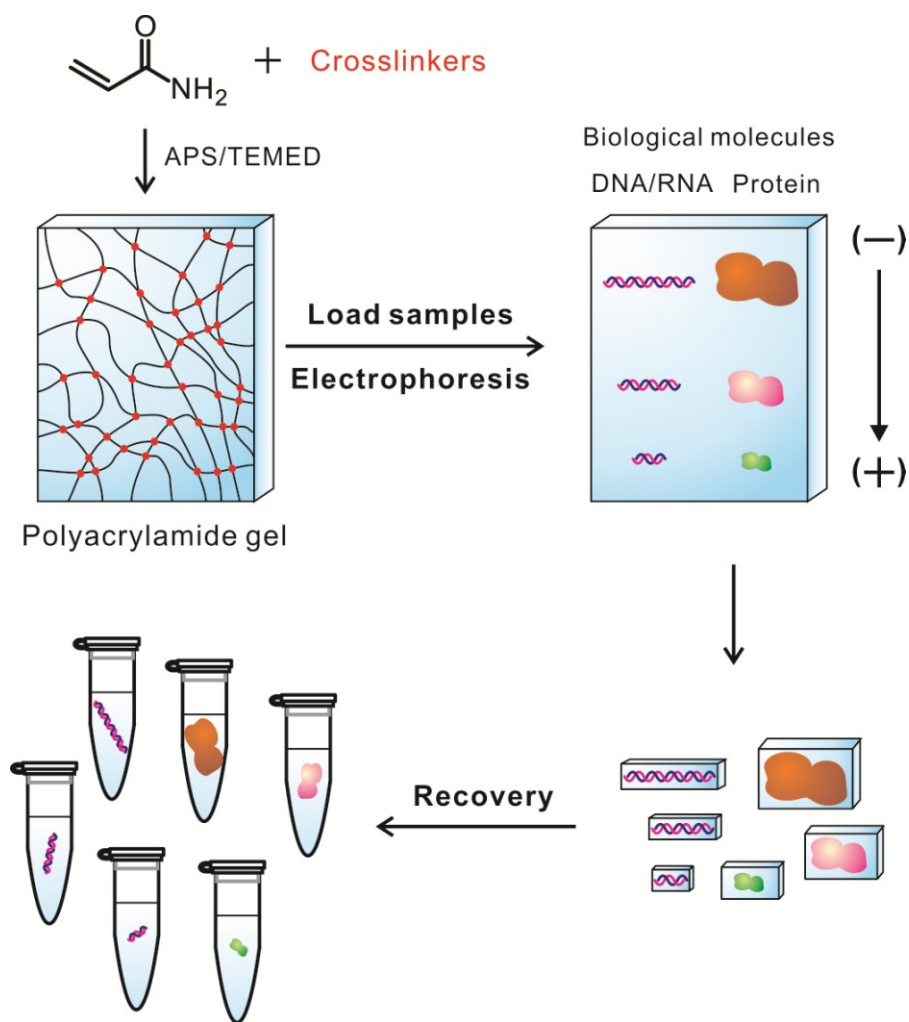 O
NH2
+ Crosslinkers
APS/TEMED
Biological molecules
DNA/RNA Protein
(—)
Load samples
Electrophoresis
(+)
Polyacrylamide gel
Recovery